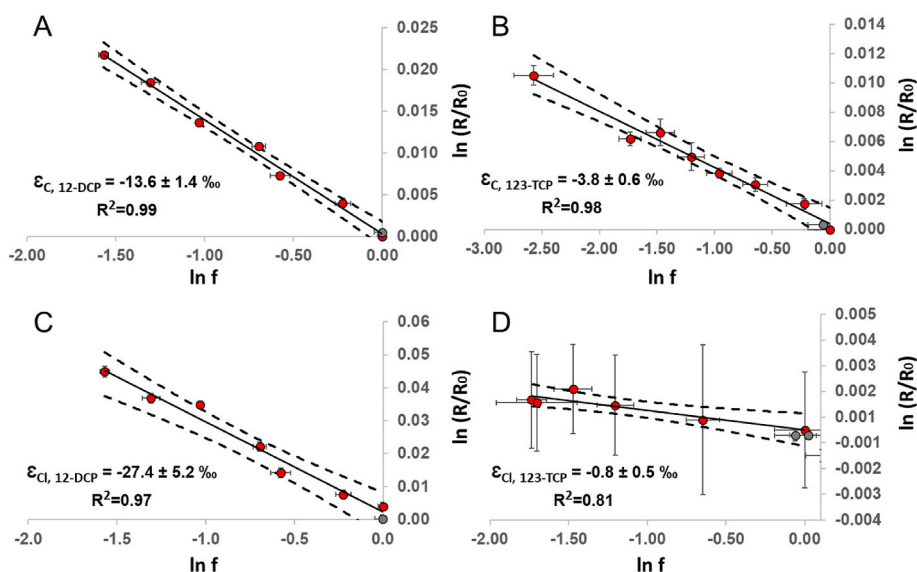 A
0.025
0.020
0.015
0.010
0.005
0.000
ln (R/R₀)
εC, 12-DCP = -13.6 ± 1.4 ‰
R²=0.99
-2.00 -1.50 -1.00 -0.50 0.00
ln f
B
0.014
0.012
0.010
0.008
0.006
0.004
0.002
0.000
ln (R/R₀)
εC, 123-TCP = -3.8 ± 0.6 ‰
R²=0.98
-3.00 -2.50 -2.00 -1.50 -1.00 -0.50 0.00
ln f
C
0.06
0.05
0.04
0.03
0.02
0.01
0.00
ln (R/R₀)
εCl, 12-DCP = -27.4 ± 5.2 ‰
R²=0.97
-2.0 -1.5 -1.0 -0.5 0.0
ln f
D
0.005
0.004
0.003
0.002
0.001
-0.001
-0.002
-0.003
-0.004
ln (R/R₀)
εCl, 123-TCP = -0.8 ± 0.5 ‰
R²=0.81
-2.00 -1.50 -1.00 -0.50 0.00
ln f